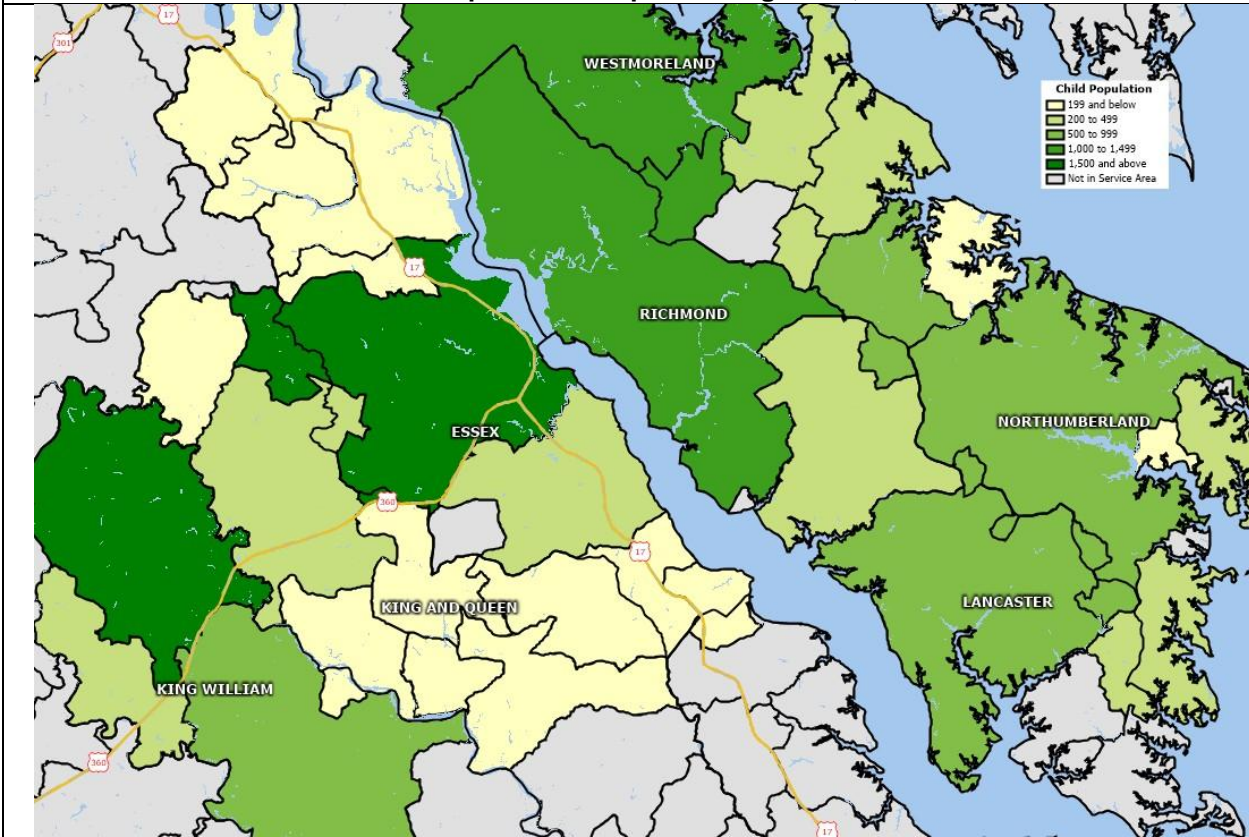 17
301
WESTMORELAND
Child Population
199 and below
200 to 499
500 to 999
1,000 to 1,499
1,500 and above
Not in Service Area
17
RICHMOND
ESSEX
NORTHUMBERLAND
360
17
KING AND QUEEN
LANCASTER
KING WILLIAM
360
17